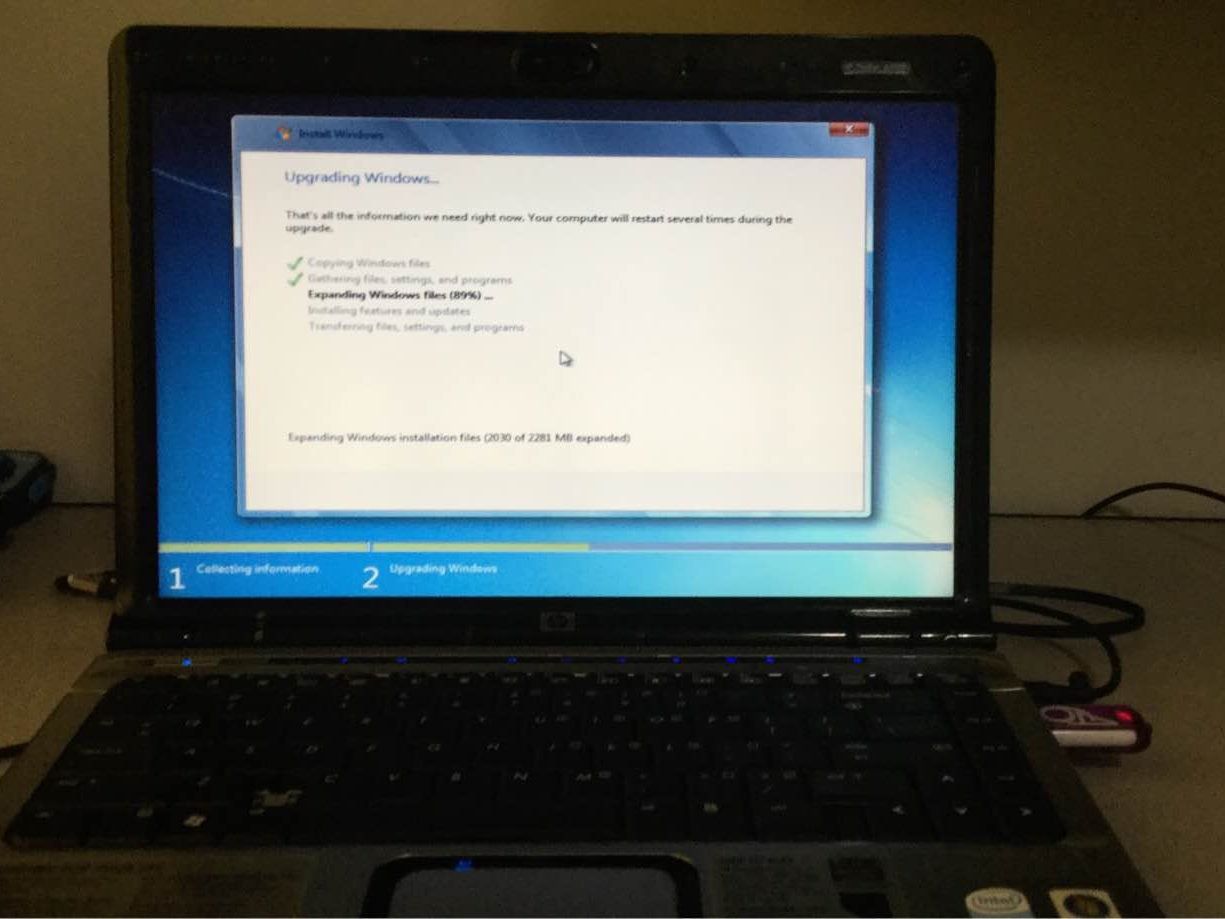 Install Windows
Upgrading Windows...
That's all the information we need right now. Your computer will restart several times during the
upgrade.
Copying Windows files
Gathering files, settings, and programs
Expanding Windows files (89%) ...
Installing features and updates
Transferring files, settings, and programs
Expanding Windows installation files (2030 of 2281 MB expanded)
1 Collecting information 2 Upgrading Windows
hp
C V B N M
intel